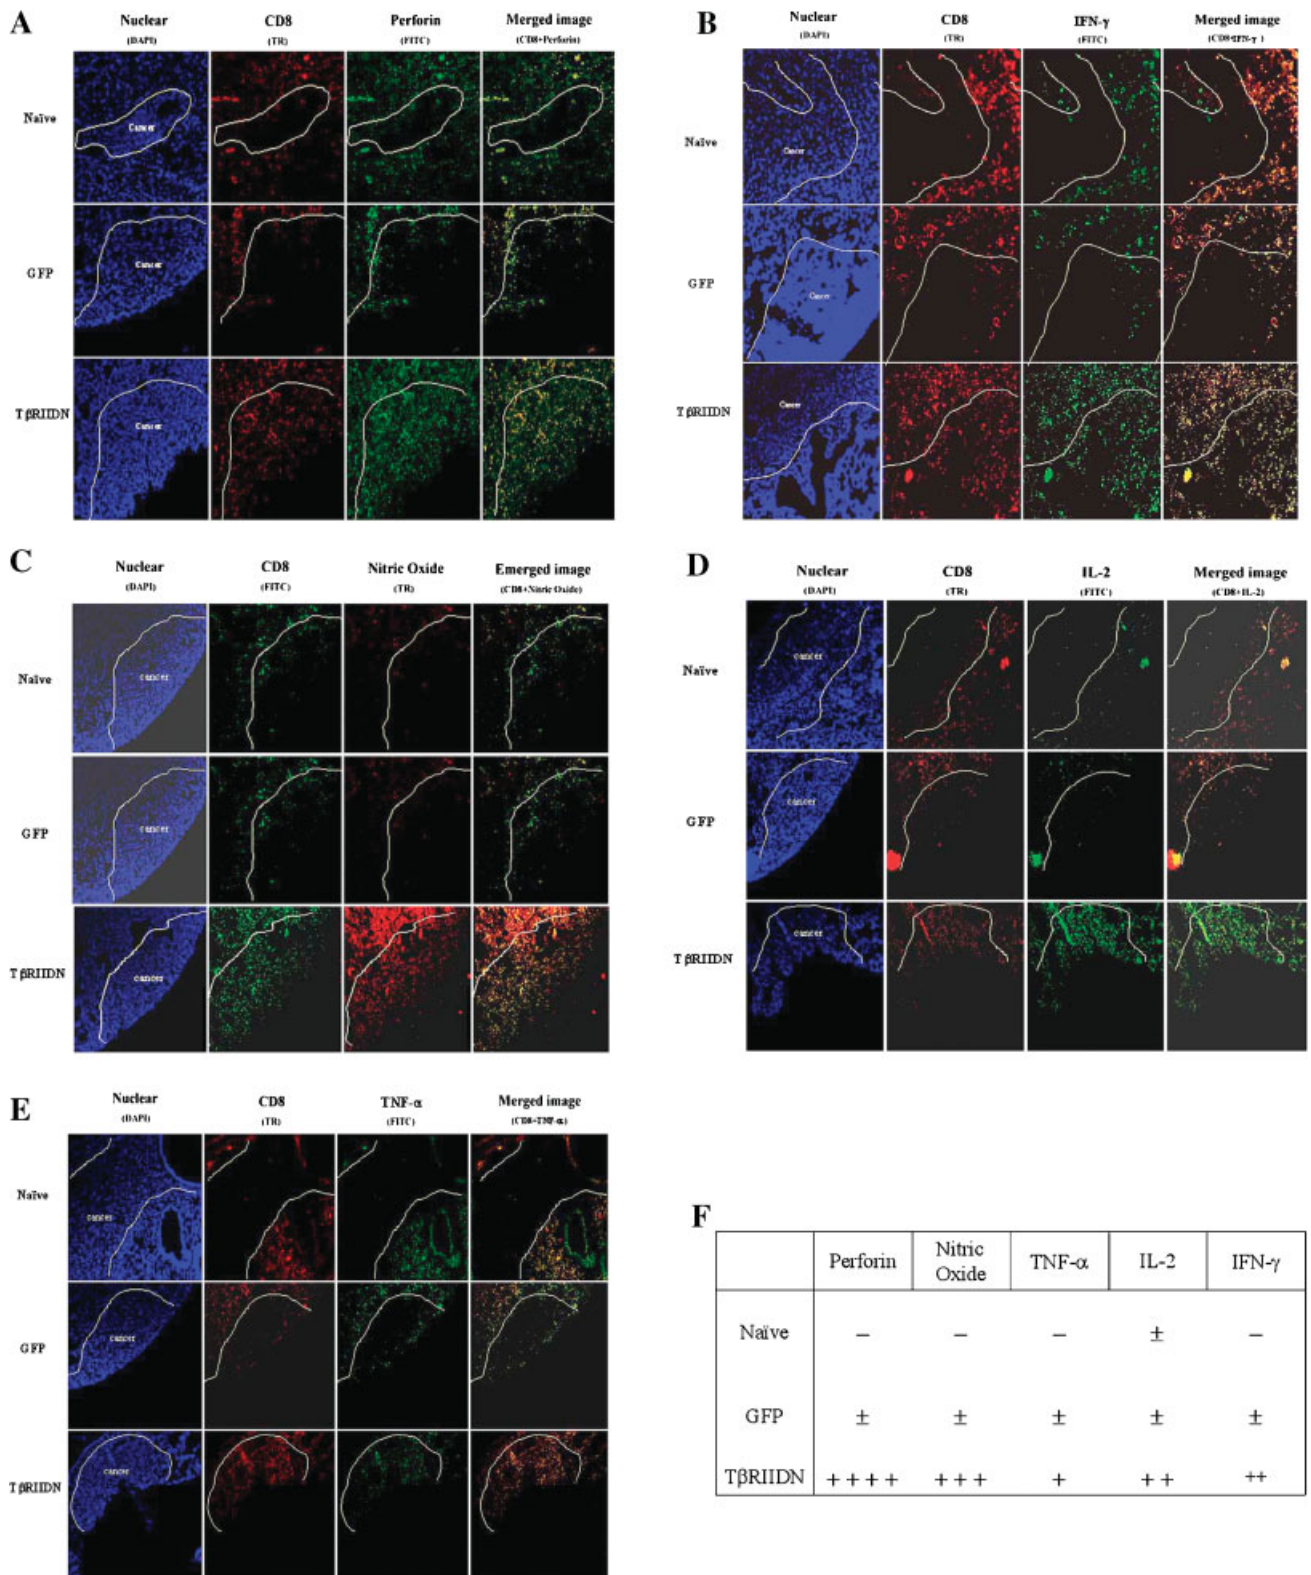 A
Nuclear CD8 Perforin Merged image
(DAPI) (TR) (FITC) (CD8+Perforin)
Naïve
Cancer
GFP
Cancer
TβRIIDN
Cancer
B
Nuclear CD8 IFN-γ Merged image
(DAPI) (TR) (FITC) (CD8+IFN-γ )
Naïve
Cancer
GFP
Cancer
TβRIIDN
Cancer
C
Nuclear CD8 Nitric Oxide Emerged image
(DAPI) (FITC) (TR) (CD8+Nitric Oxide)
Naïve
cancer
GFP
cancer
TβRIIDN
cancer
D
Nuclear CD8 IL-2 Merged image
(DAPI) (TR) (FITC) (CD8+IL-2)
Naïve
cancer
GFP
cancer
TβRIIDN
cancer
E
Nuclear CD8 TNF-α Merged image
(DAPI) (TR) (FITC) (CD8+TNF-α)
Naïve
cancer
GFP
cancer
TβRIIDN
cancer
F
Perforin Nitric Oxide TNF-α IL-2 IFN-γ
Naïve – – – ± –
GFP ± ± ± ± ±
TβRIIDN ++++ +++ + ++ ++